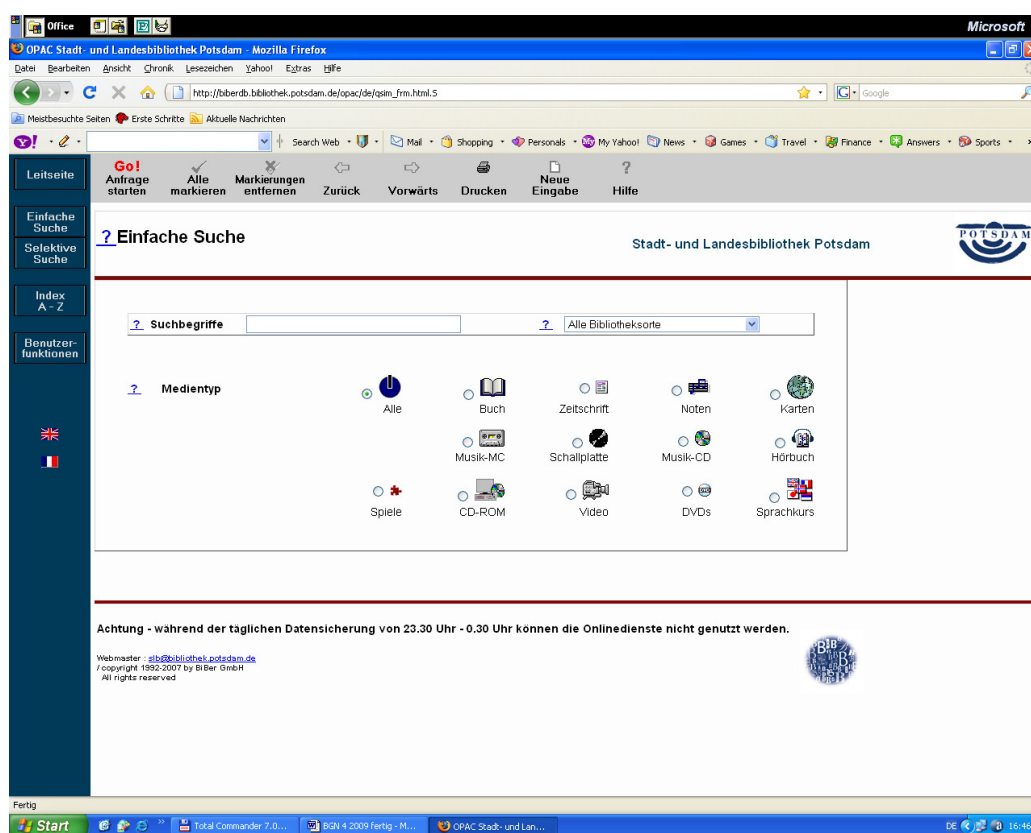 Office
Microsoft
OPAC Stadt- und Landesbibliothek Potsdam - Mozilla Firefox
Datei Bearbeiten Ansicht Chronik Lesezeichen Yahoo! Extras Hilfe
http://biberdb.bibliothek.potsdam.de/opac/de/qsim_frm.html.S
G Google
Meistbesuchte Seiten Erste Schritte Aktuelle Nachrichten
Y! Search Web Mail Shopping Personals My Yahoo! News Games Travel Finance Answers Sports
Leitseite
Go! Anfrage starten
Alle markieren
Markierungen entfernen
Zurück
Vorwärts
Drucken
Neue Eingabe
? Hilfe
Einfache Suche
Selektive Suche
Index A - Z
Benutzer-funktionen
? Einfache Suche
Stadt- und Landesbibliothek Potsdam
POTSDAM
? Suchbegriffe
? Alle Bibliotheksorte
? Medientyp
Alle Buch Zeitschrift Noten Karten
Musik-MC Schallplatte Musik-CD Hörbuch
Spiele CD-ROM Video DVDs Sprachkurs
Achtung - während der täglichen Datensicherung von 23.30 Uhr - 0.30 Uhr können die Onlinedienste nicht genutzt werden.
Webmaster : slb@bibliothek.potsdam.de
/ copyright 1992-2007 by BiBer GmbH
All rights reserved
Fertig
Start Total Commander 7.0... BGN 4 2009 fertig - M... OPAC Stadt- und Lan... DE 16:46